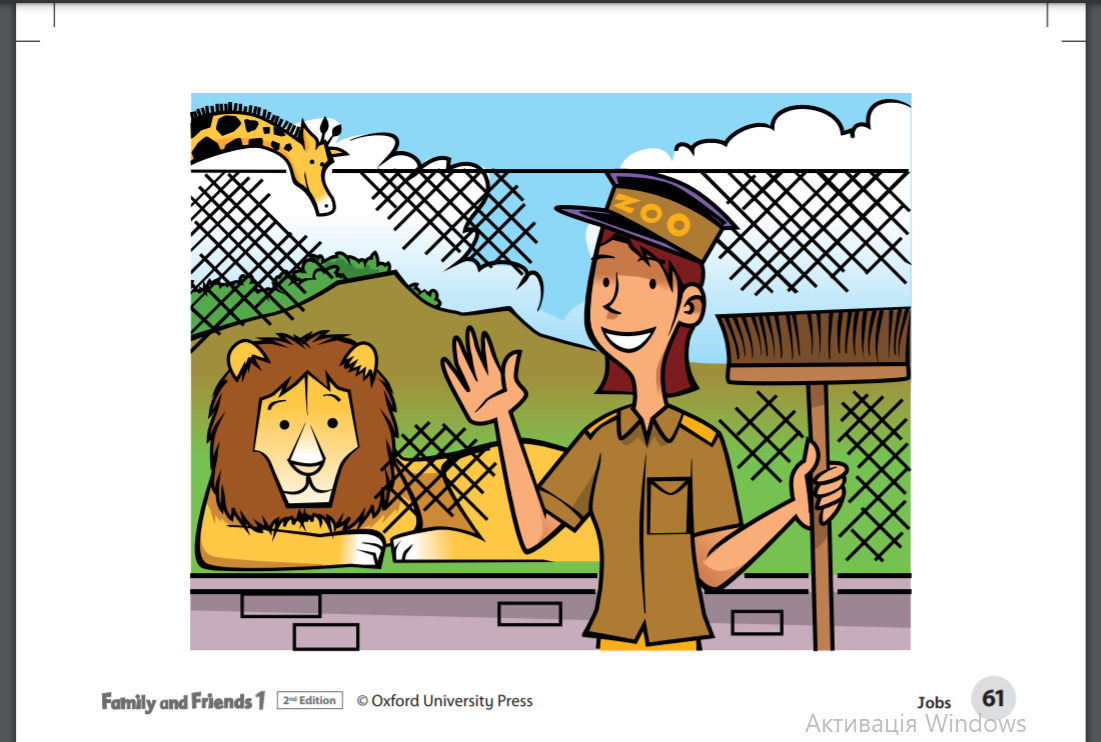 ZOO
Family and Friends 1 2nd Edition © Oxford University Press
Jobs 61
Активація Windows